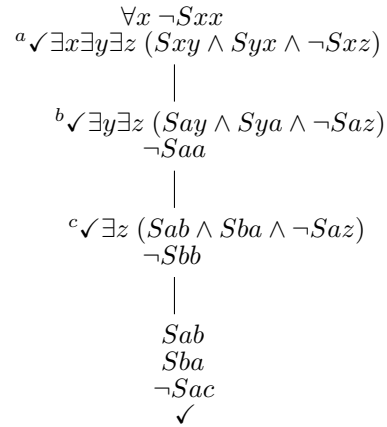 ∀x ¬Sxx
ᵃ✓∃x∃y∃z (Sxy ∧ Syx ∧ ¬Sxz)
ᵇ✓∃y∃z (Say ∧ Sya ∧ ¬Saz)
¬Saa
ᶜ✓∃z (Sab ∧ Sba ∧ ¬Saz)
¬Sbb
Sab
Sba
¬Sac
✓